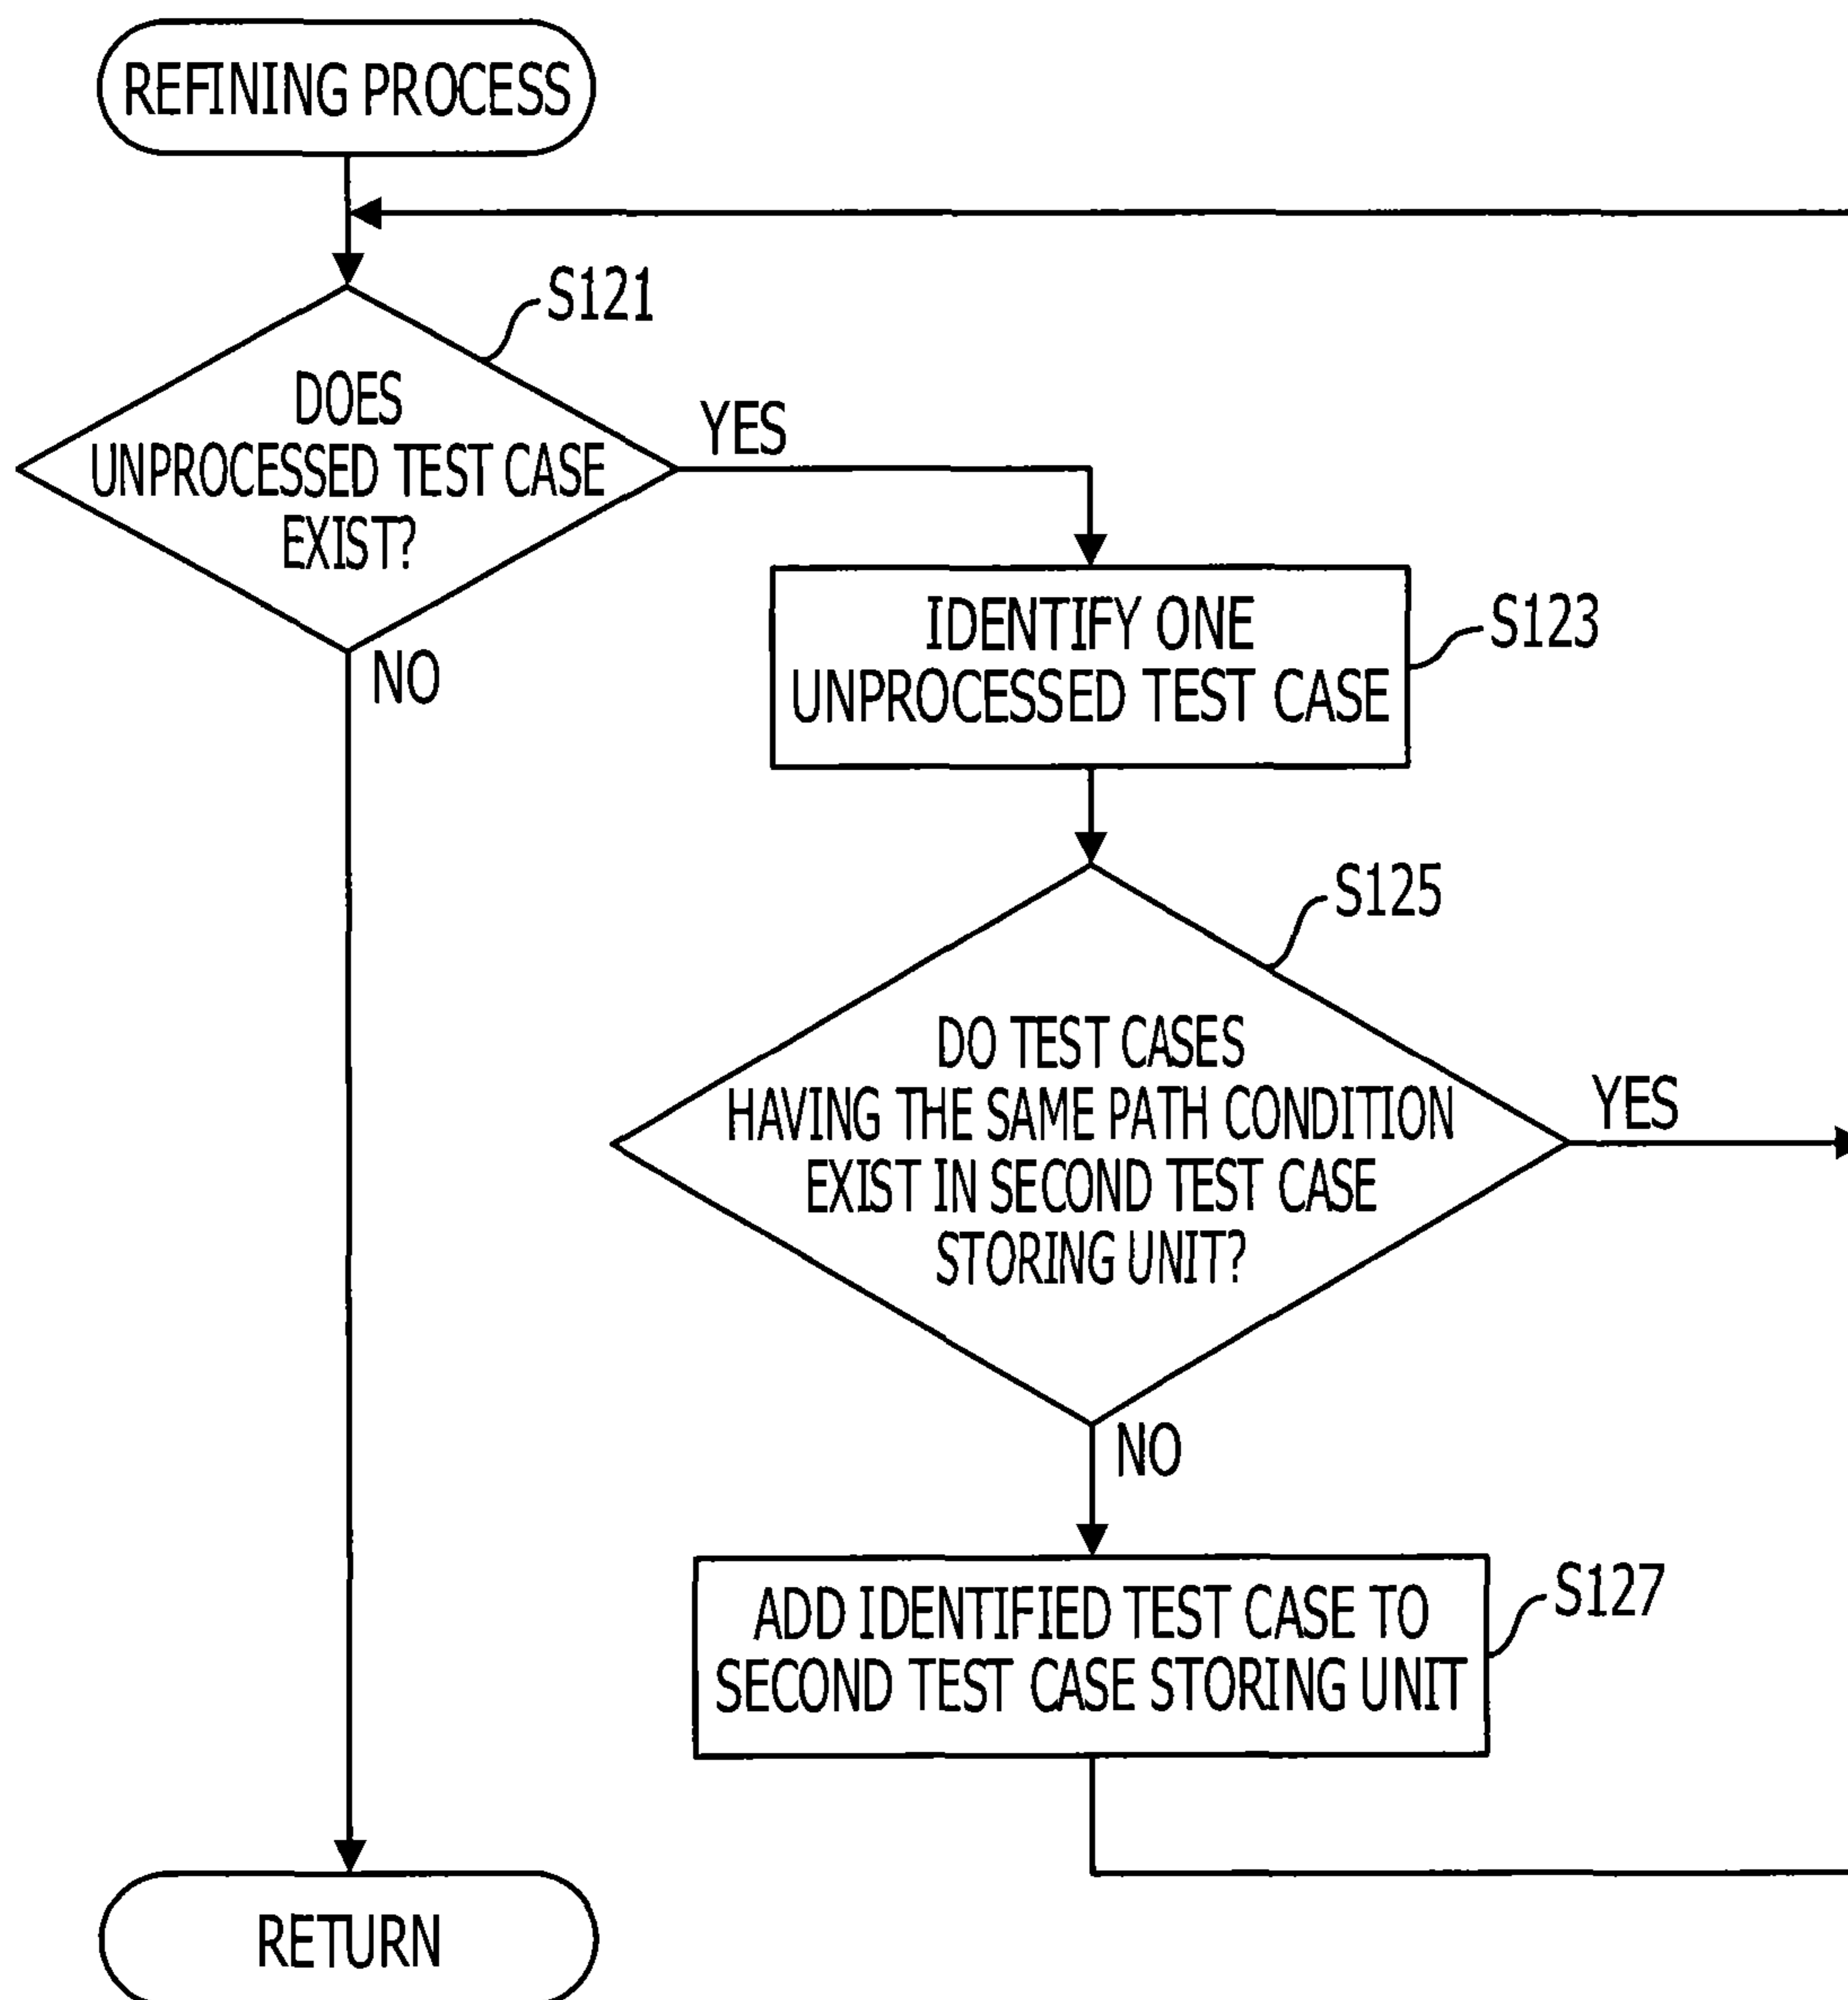 REFINING PROCESS
S121
DOES
UNPROCESSED TEST CASE
EXIST?
YES
NO
IDENTIFY ONE
UNPROCESSED TEST CASE
S123
S125
DO TEST CASES
HAVING THE SAME PATH CONDITION
EXIST IN SECOND TEST CASE
STORING UNIT?
YES
NO
ADD IDENTIFIED TEST CASE TO
SECOND TEST CASE STORING UNIT
S127
RETURN